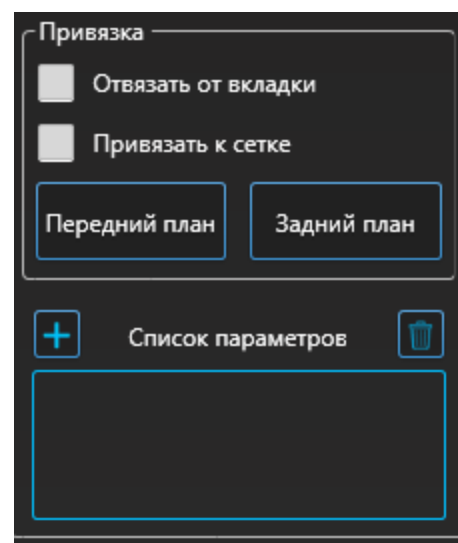 Привязка
Отвязать от вкладки
Привязать к сетке
Передний план Задний план
Список параметров